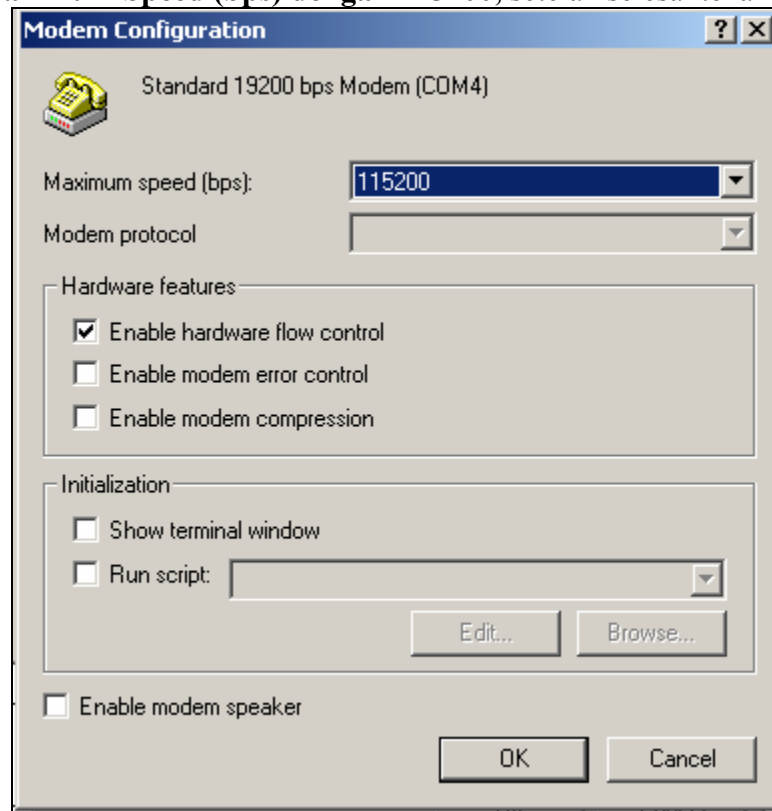 Speed (bps)
Modem Configuration
Standard 19200 bps Modem (COM4)
Maximum speed (bps): 115200
Modem protocol
Hardware features
Enable hardware flow control
Enable modem error control
Enable modem compression
Initialization
Show terminal window
Run script:
Edit... Browse...
Enable modem speaker
OK Cancel